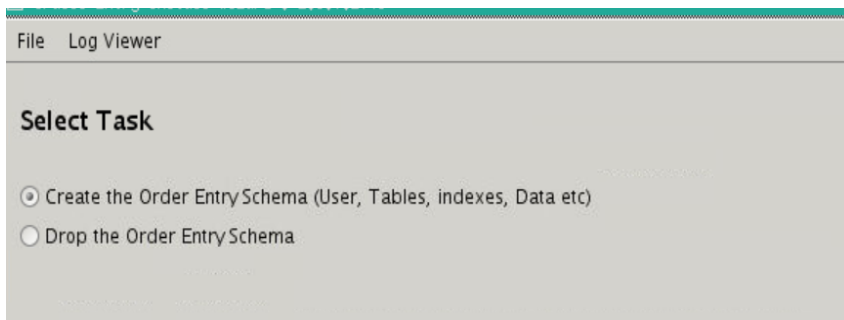 File Log Viewer
Select Task
Create the Order Entry Schema (User, Tables, indexes, Data etc)
Drop the Order Entry Schema